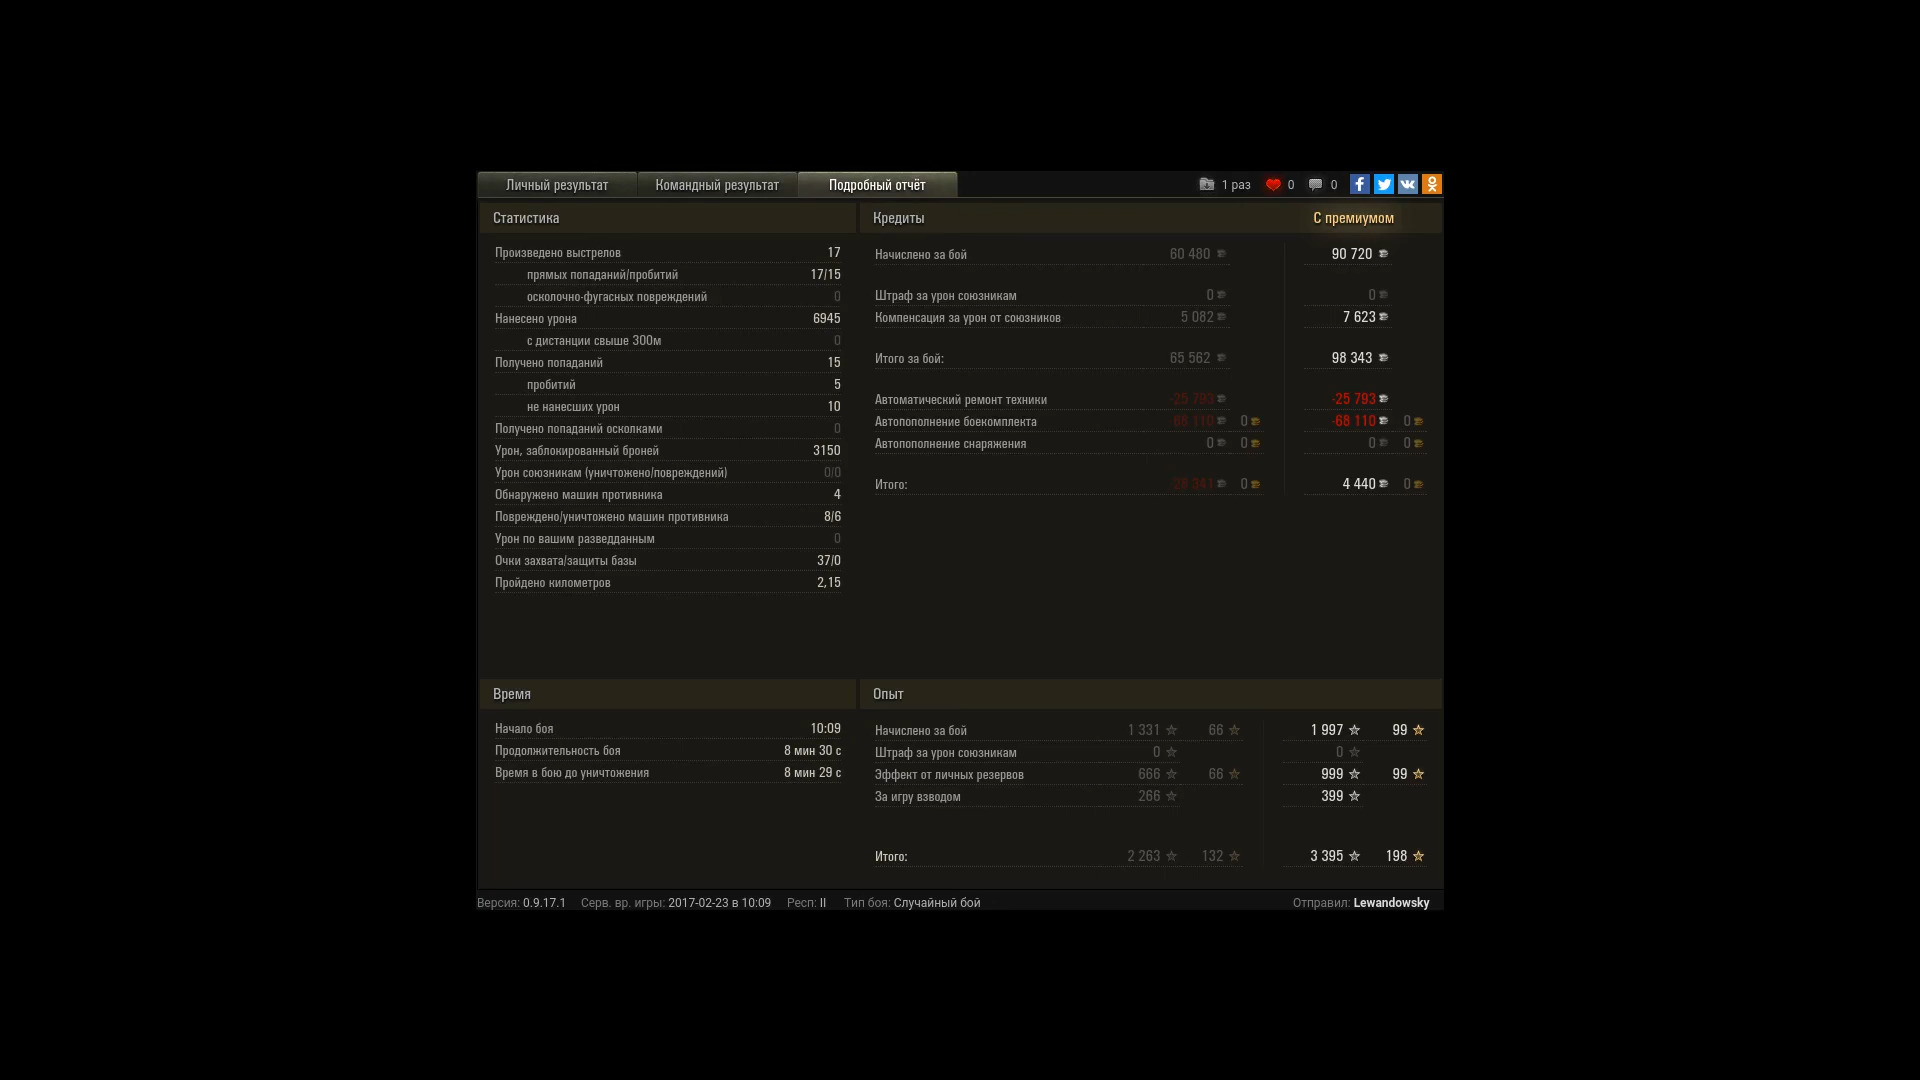 Личный результат Командный результат Подробный отчёт 1 раз 0 0
Статистика
Произведено выстрелов 17
прямых попаданий/пробитий 17/15
осколочно-фугасных повреждений 0
Нанесено урона 6945
с дистанции свыше 300м 0
Получено попаданий 15
пробитий 5
не нанесших урон 10
Получено попаданий осколками 0
Урон, заблокированный броней 3150
Урон союзникам (уничтожено/повреждений) 0/0
Обнаружено машин противника 4
Повреждено/уничтожено машин противника 8/6
Урон по вашим разведданным 0
Очки захвата/защиты базы 37/0
Пройдено километров 2,15
Кредиты С премиумом
Начислено за бой 60 480 90 720
Штраф за урон союзникам 0 0
Компенсация за урон от союзников 5 082 7 623
Итого за бой: 65 562 98 343
Автоматический ремонт техники -25 793 -25 793
Автопополнение боекомплекта -68 110 0 -68 110 0
Автопополнение снаряжения 0 0 0 0
Итого: -28 341 0 4 440 0
Время
Начало боя 10:09
Продолжительность боя 8 мин 30 с
Время в бою до уничтожения 8 мин 29 с
Опыт
Начислено за бой 1 331 66 1 997 99
Штраф за урон союзникам 0 0
Эффект от личных резервов 666 66 999 99
За игру взводом 266 399
Итого: 2 263 132 3 395 198
Версия: 0.9.17.1 Серв. вр. игры: 2017-02-23 в 10:09 Респ: II Тип боя: Случайный бой Отправил: Lewandowsky